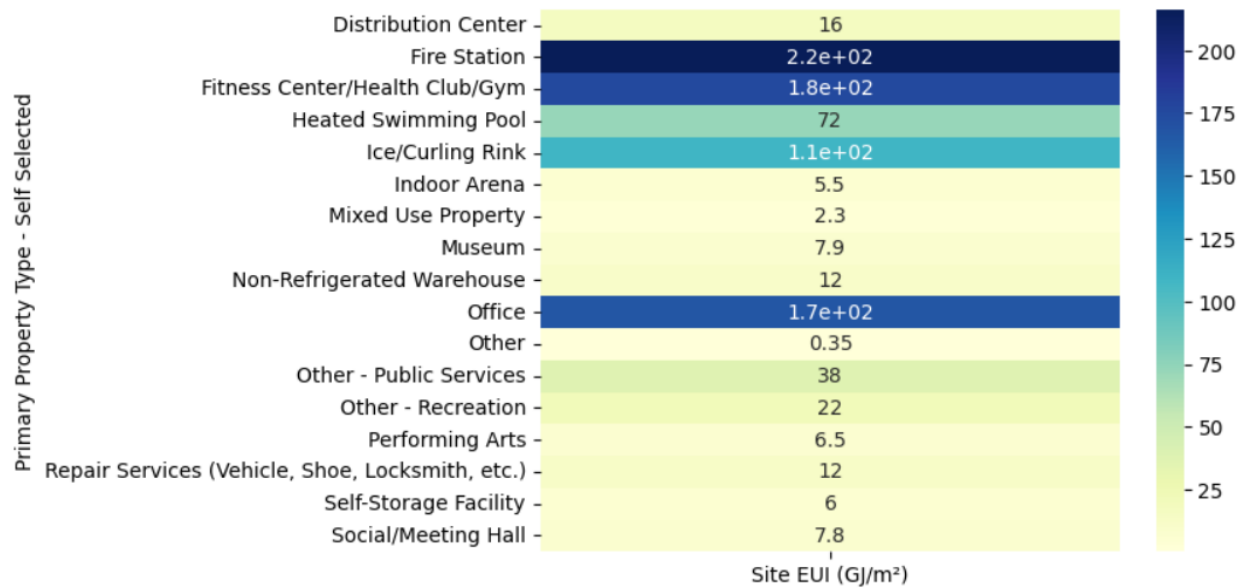 Primary Property Type - Self Selected
Distribution Center
16
Fire Station
2.2e+02
Fitness Center/Health Club/Gym
1.8e+02
Heated Swimming Pool
72
Ice/Curling Rink
1.1e+02
Indoor Arena
5.5
Mixed Use Property
2.3
Museum
7.9
Non-Refrigerated Warehouse
12
Office
1.7e+02
Other
0.35
Other - Public Services
38
Other - Recreation
22
Performing Arts
6.5
Repair Services (Vehicle, Shoe, Locksmith, etc.)
12
Self-Storage Facility
6
Social/Meeting Hall
7.8
Site EUI (GJ/m²)
200
175
150
125
100
75
50
25